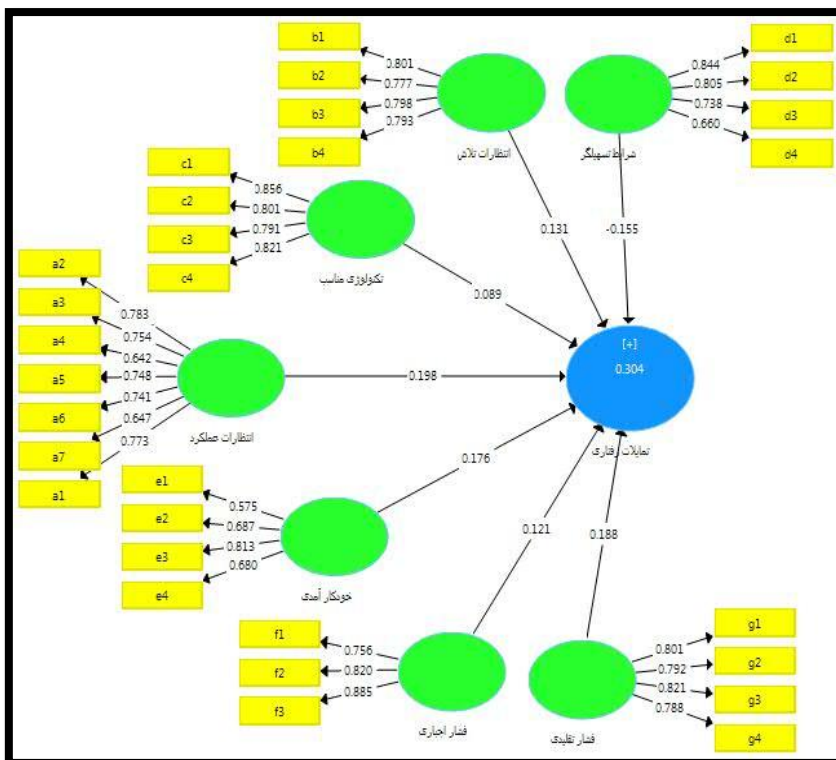 b1
b2
b3
b4
0.801
0.777
0.798
0.793
انتظارات تلاش
d1
d2
d3
d4
0.844
0.805
0.738
0.660
شرایط تسهیلگر
c1
c2
c3
c4
0.856
0.801
0.791
0.821
تکنولوژی مناسب
0.131
-0.155
0.089
a2
a3
a4
a5
a6
a7
a1
0.783
0.754
0.642
0.748
0.741
0.647
0.773
انتظارات عملکرد
0.198
[+]
0.304
تمایلات رفتاری
e1
e2
e3
e4
0.575
0.687
0.813
0.680
خودکار آمدی
0.176
0.121
0.188
f1
f2
f3
0.756
0.820
0.885
فشار اجباری
g1
g2
g3
g4
0.801
0.792
0.821
0.788
فشار تقلیدی